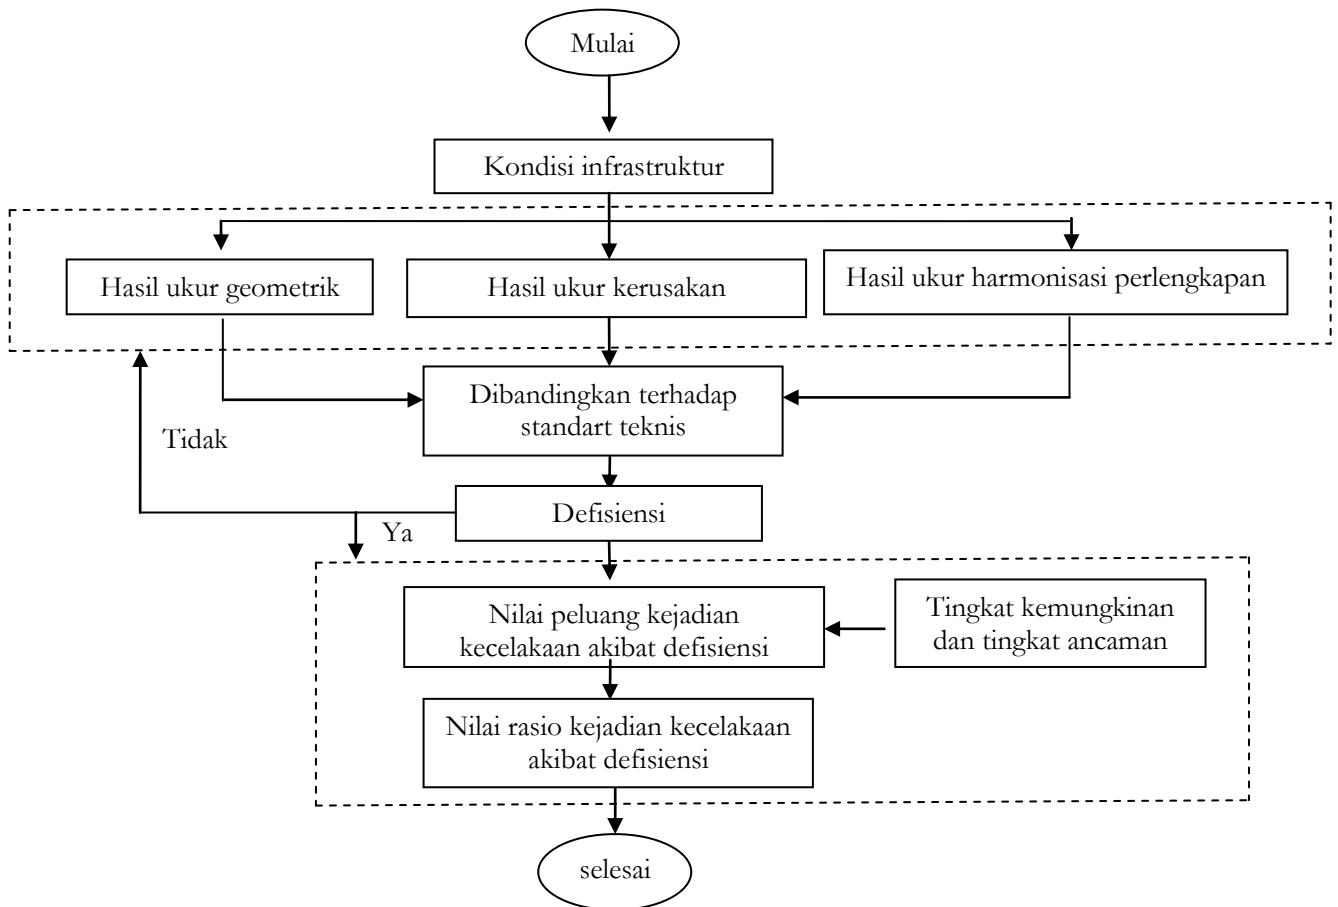 Mulai
Kondisi infrastruktur
Hasil ukur geometrik
Hasil ukur kerusakan
Hasil ukur harmonisasi perlengkapan
Dibandingkan terhadap
standart teknis
Tidak
Defisiensi
Ya
Nilai peluang kejadian
kecelakaan akibat defisiensi
Tingkat kemungkinan
dan tingkat ancaman
Nilai rasio kejadian kecelakaan
akibat defisiensi
selesai